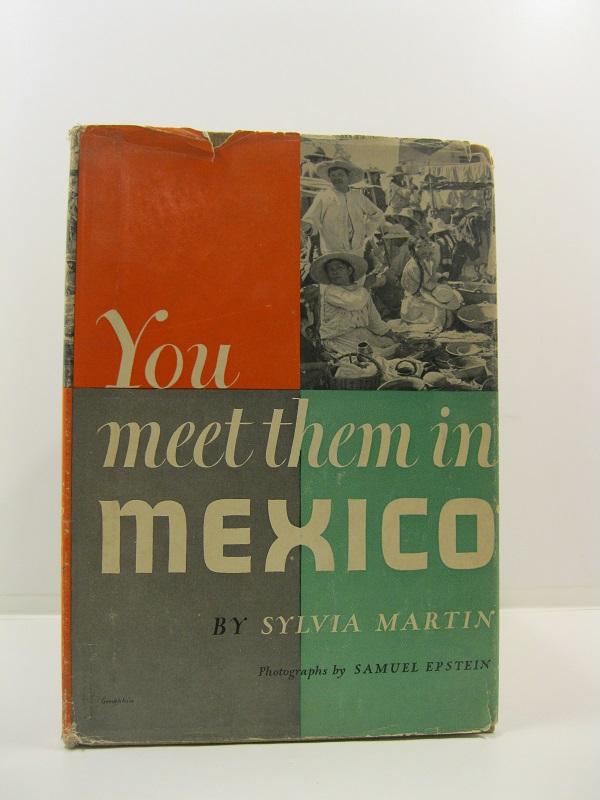 You
meet them in
MEXICO
BY SYLVIA MARTIN
Photographs by SAMUEL EPSTEIN